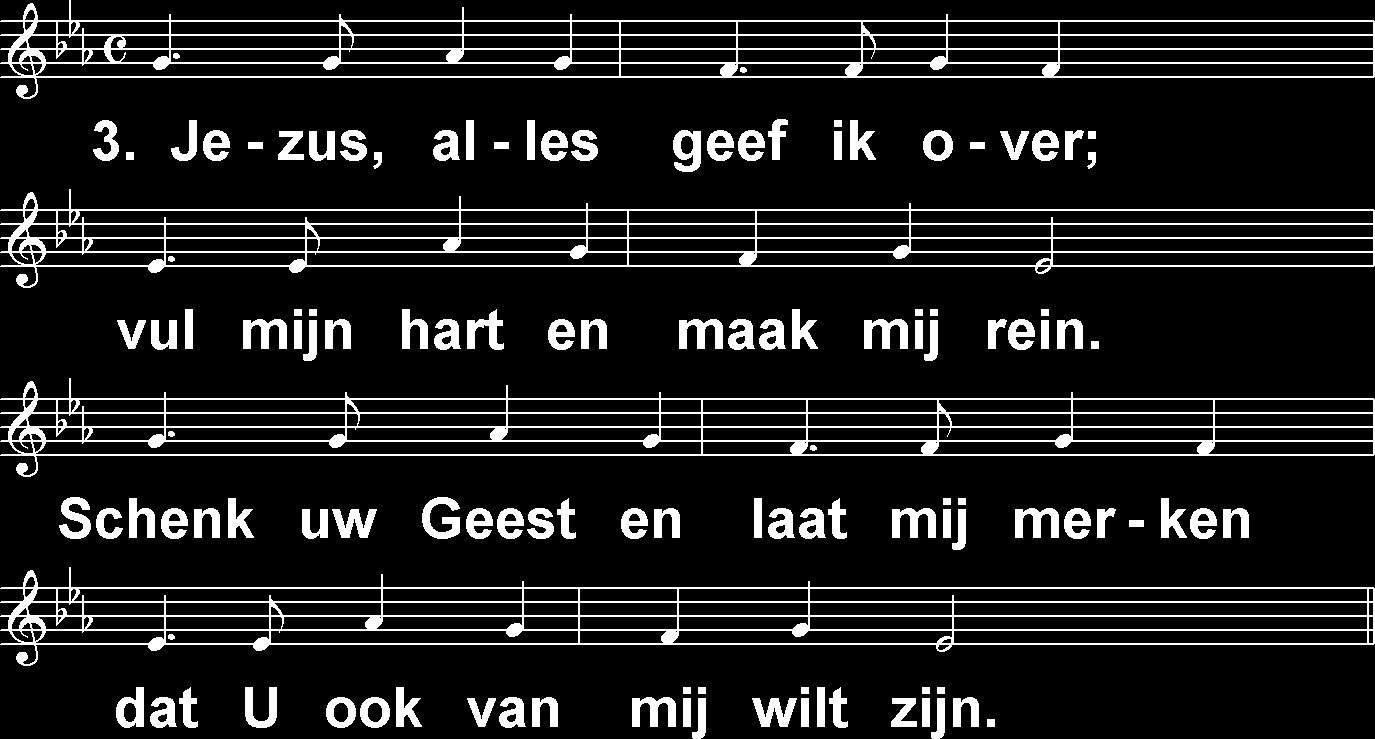 3. Je - zus, al - les geef ik o - ver;
vul mijn hart en maak mij rein.
Schenk uw Geest en laat mij mer - ken
dat U ook van mij wilt zijn.